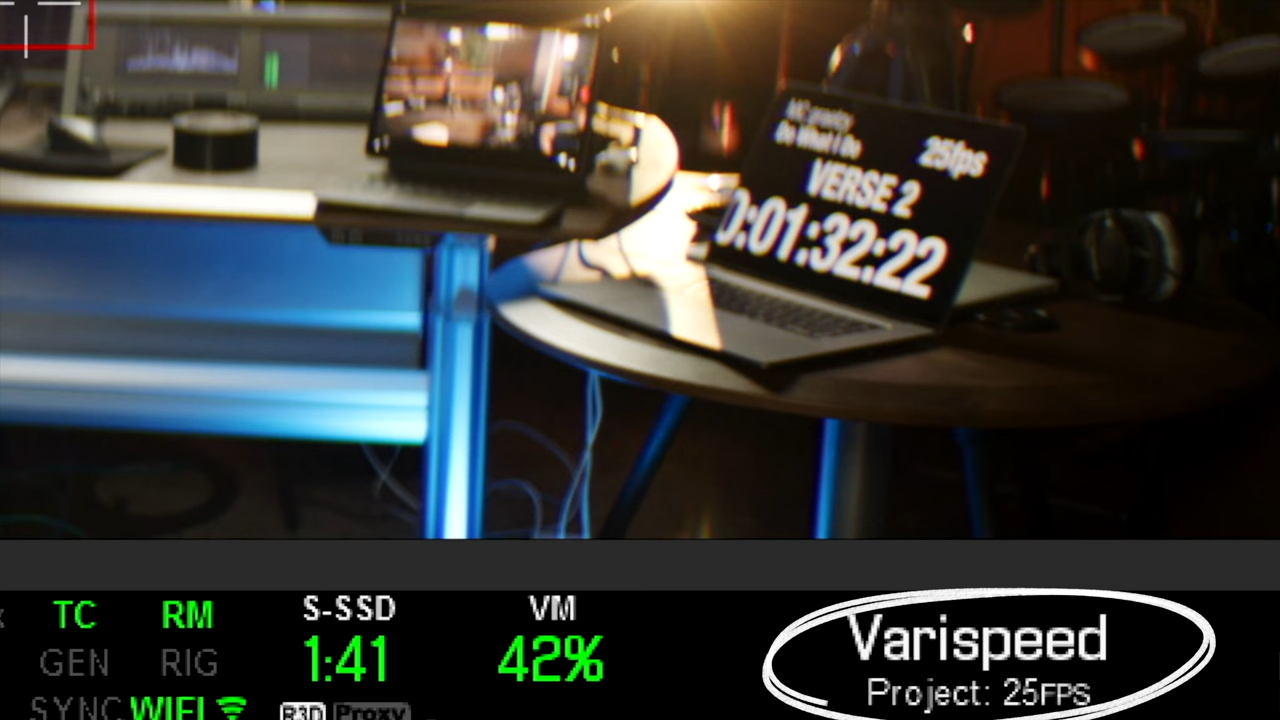 Do What I Do
25fps
VERSE 2
0:01:32:22
TC RM S-SSD VM
GEN RIG 1:41 42%
SYNC WIFI R3D Proxy
Varispeed
Project: 25FPS